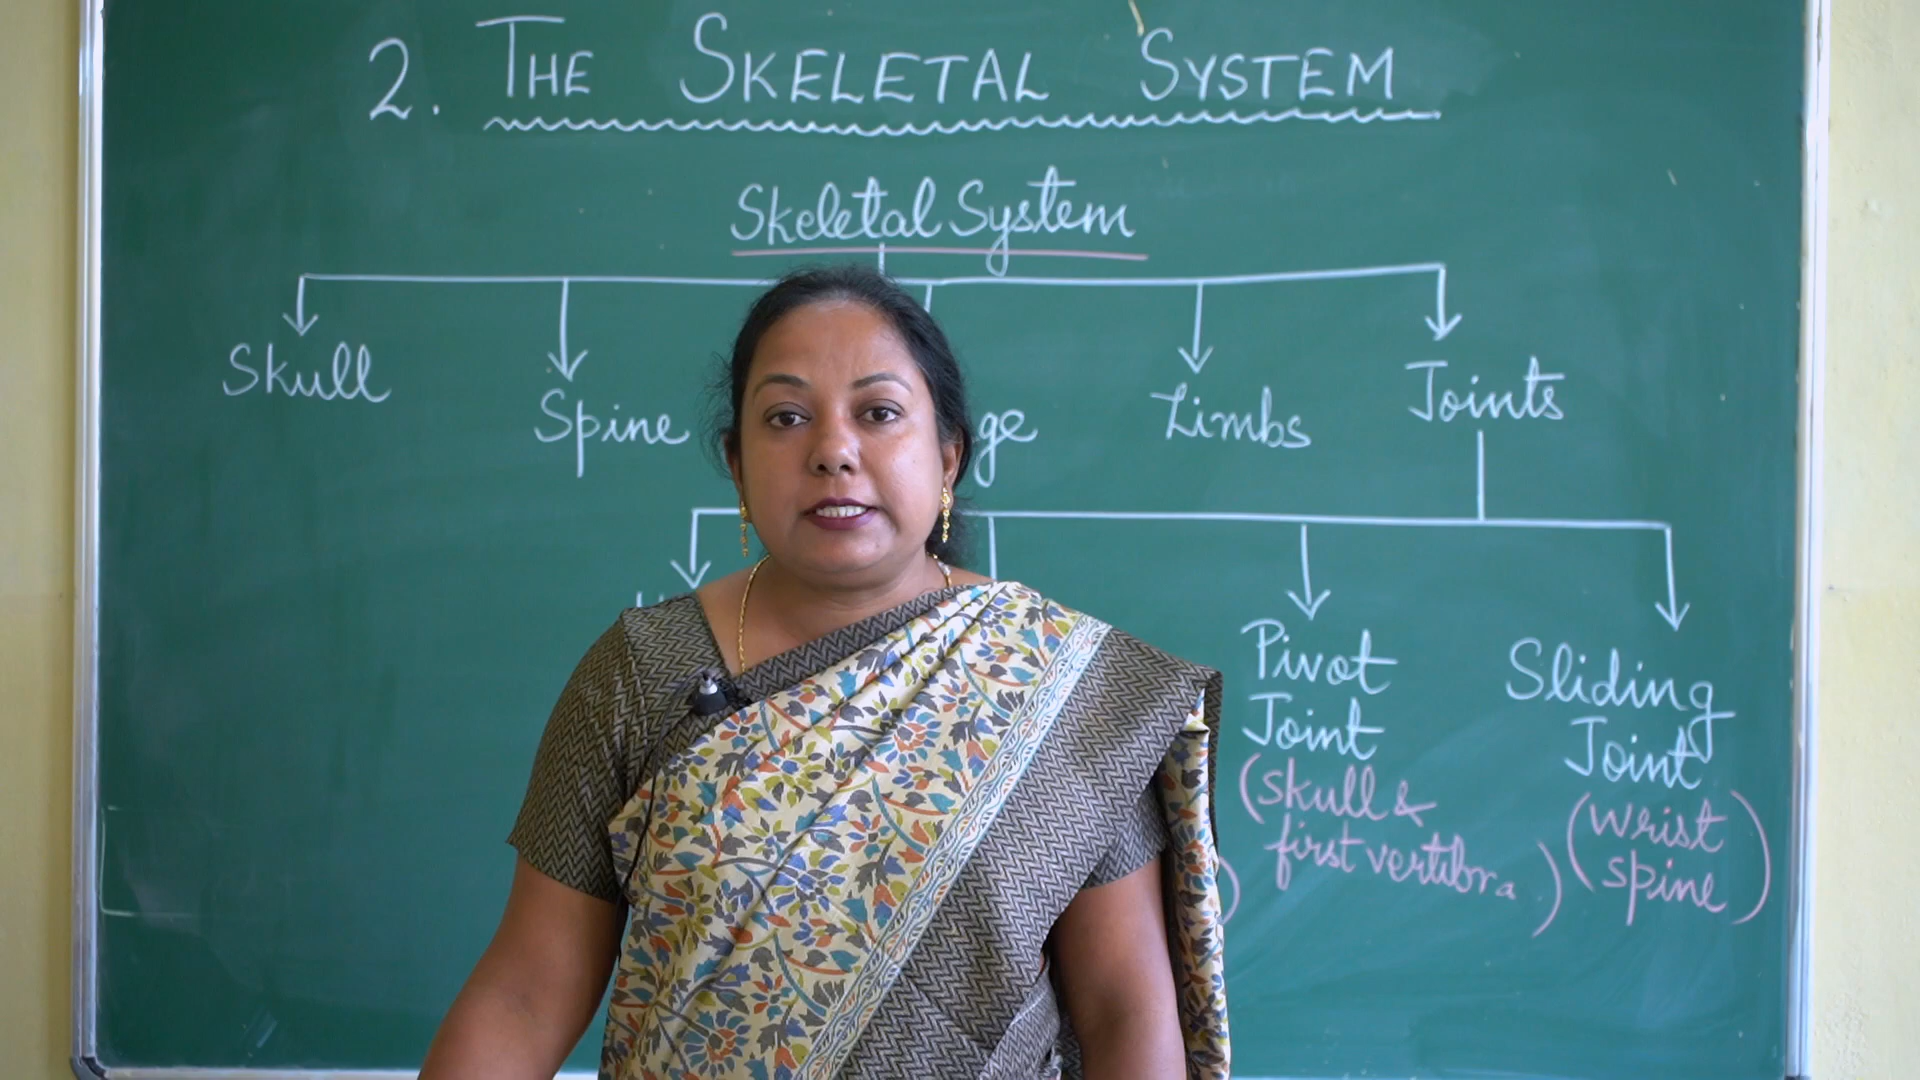 2. THE SKELETAL SYSTEM
Skeletal System
Skull
Spine
Limbs
Joints
Pivot
Joint
(skull &
first vertibra)
Sliding
Joint
(wrist
spine)